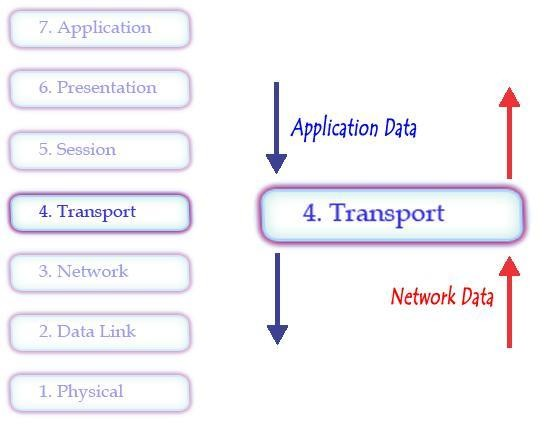 7. Application
6. Presentation
5. Session
4. Transport
3. Network
2. Data Link
1. Physical
Application Data
4. Transport
Network Data